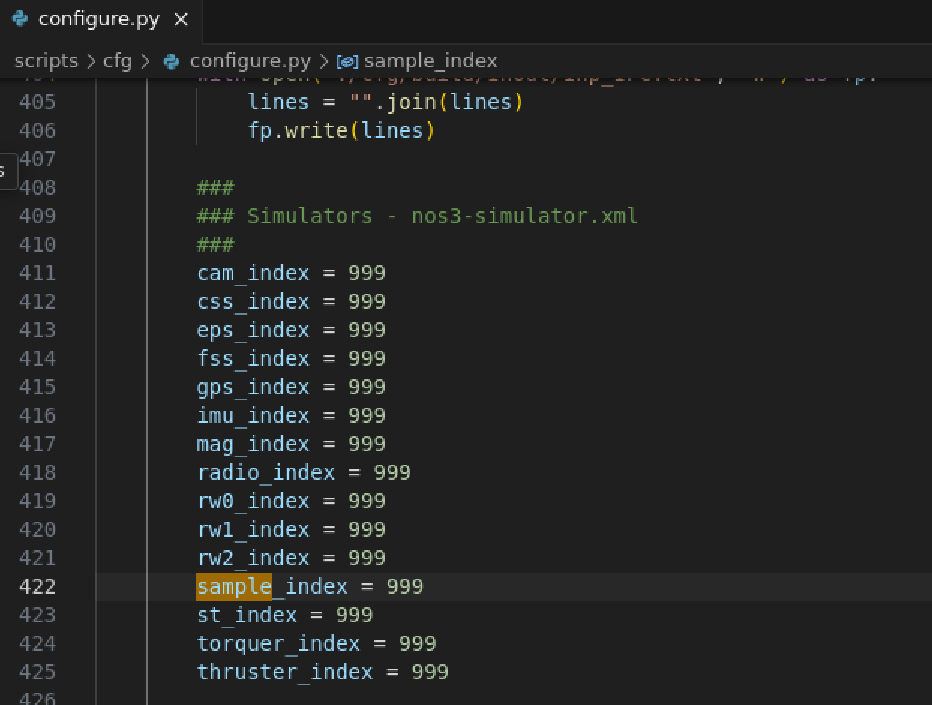 configure.py ×
scripts > cfg > configure.py > sample_index
405 lines = "".join(lines)
406 fp.write(lines)
407
408 ###
409 ### Simulators - nos3-simulator.xml
410 ###
411 cam_index = 999
412 css_index = 999
413 eps_index = 999
414 fss_index = 999
415 gps_index = 999
416 imu_index = 999
417 mag_index = 999
418 radio_index = 999
419 rw0_index = 999
420 rw1_index = 999
421 rw2_index = 999
422 sample_index = 999
423 st_index = 999
424 torquer_index = 999
425 thruster_index = 999
426